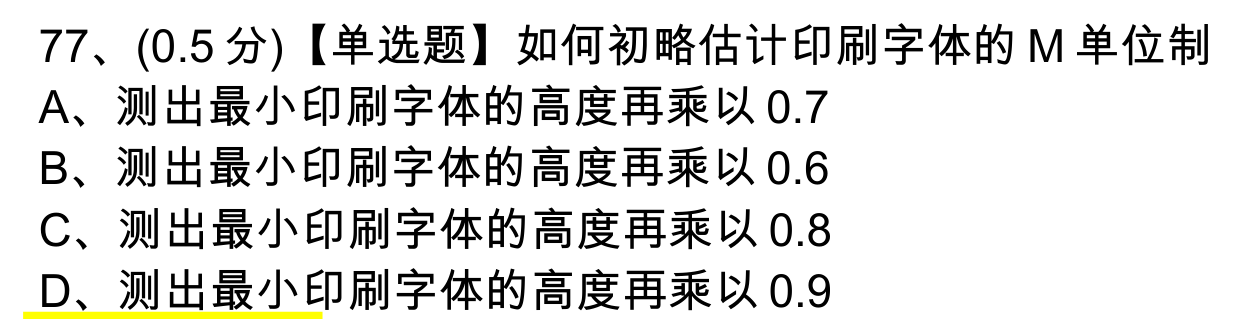 77、(0.5 分)【单选题】如何初略估计印刷字体的 M 单位制
A、测出最小印刷字体的高度再乘以 0.7
B、测出最小印刷字体的高度再乘以 0.6
C、测出最小印刷字体的高度再乘以 0.8
D、测出最小印刷字体的高度再乘以 0.9